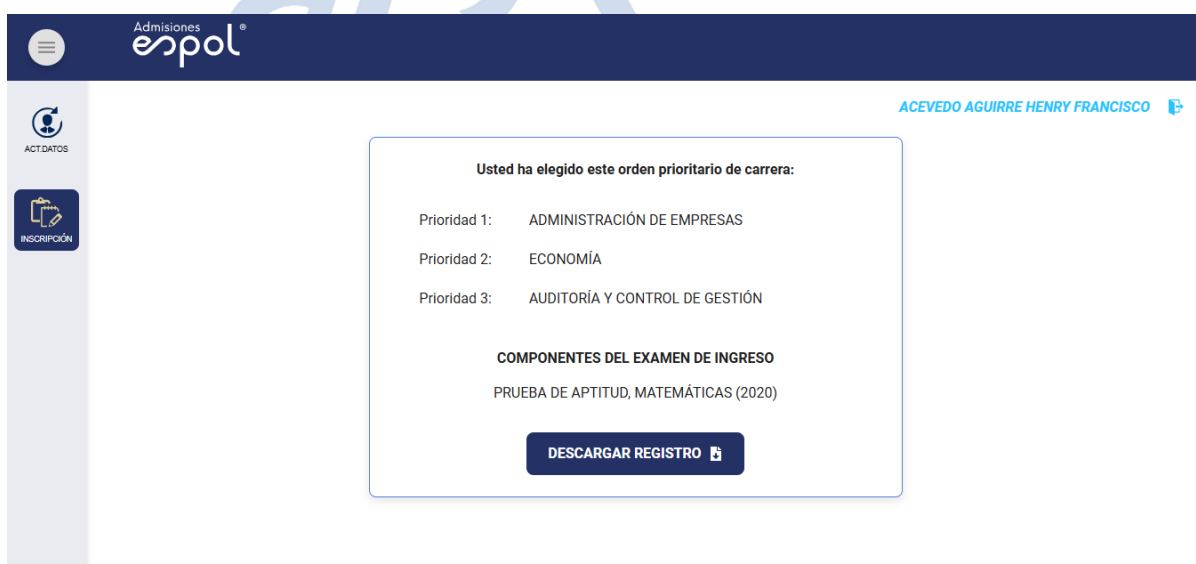 Admisiones
espol®
ACEVEDO AGUIRRE HENRY FRANCISCO
ACT.DATOS
INSCRIPCIÓN
Usted ha elegido este orden prioritario de carrera:
Prioridad 1: ADMINISTRACIÓN DE EMPRESAS
Prioridad 2: ECONOMÍA
Prioridad 3: AUDITORÍA Y CONTROL DE GESTIÓN
COMPONENTES DEL EXAMEN DE INGRESO
PRUEBA DE APTITUD, MATEMÁTICAS (2020)
DESCARGAR REGISTRO